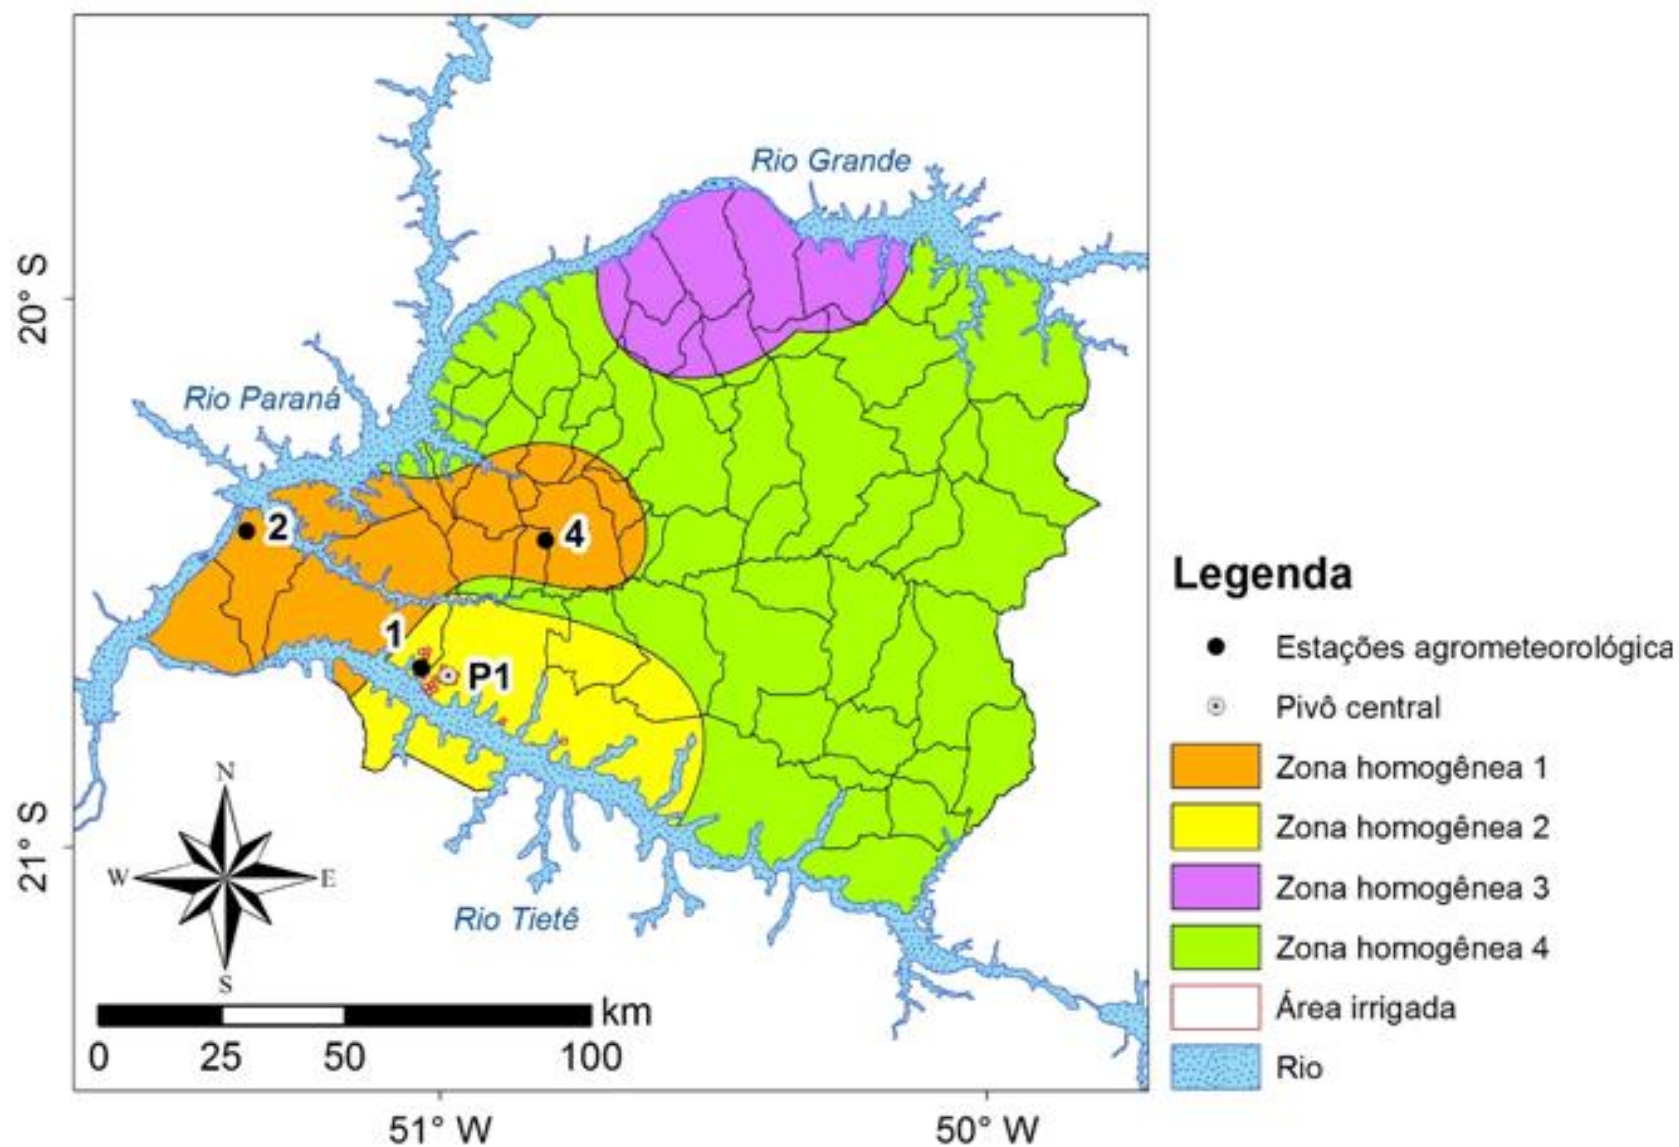 Rio Grande
20° S
Rio Paraná
2
4
1
P1
21° S
N
W
E
S
Rio Tietê
km
0 25 50 100
51° W 50° W
Legenda
Estações agrometeorológica
Pivô central
Zona homogênea 1
Zona homogênea 2
Zona homogênea 3
Zona homogênea 4
Área irrigada
Rio